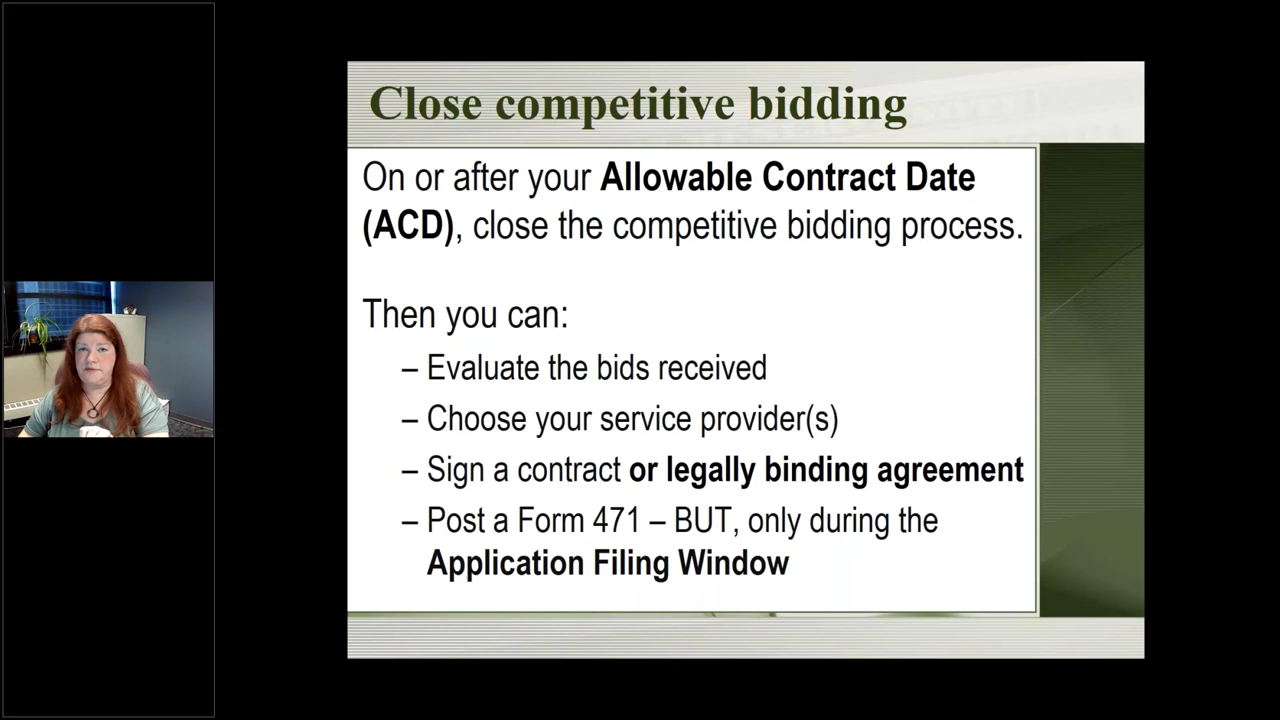 Close competitive bidding
On or after your Allowable Contract Date
(ACD), close the competitive bidding process.
Then you can:
– Evaluate the bids received
– Choose your service provider(s)
– Sign a contract or legally binding agreement
– Post a Form 471 – BUT, only during the
Application Filing Window